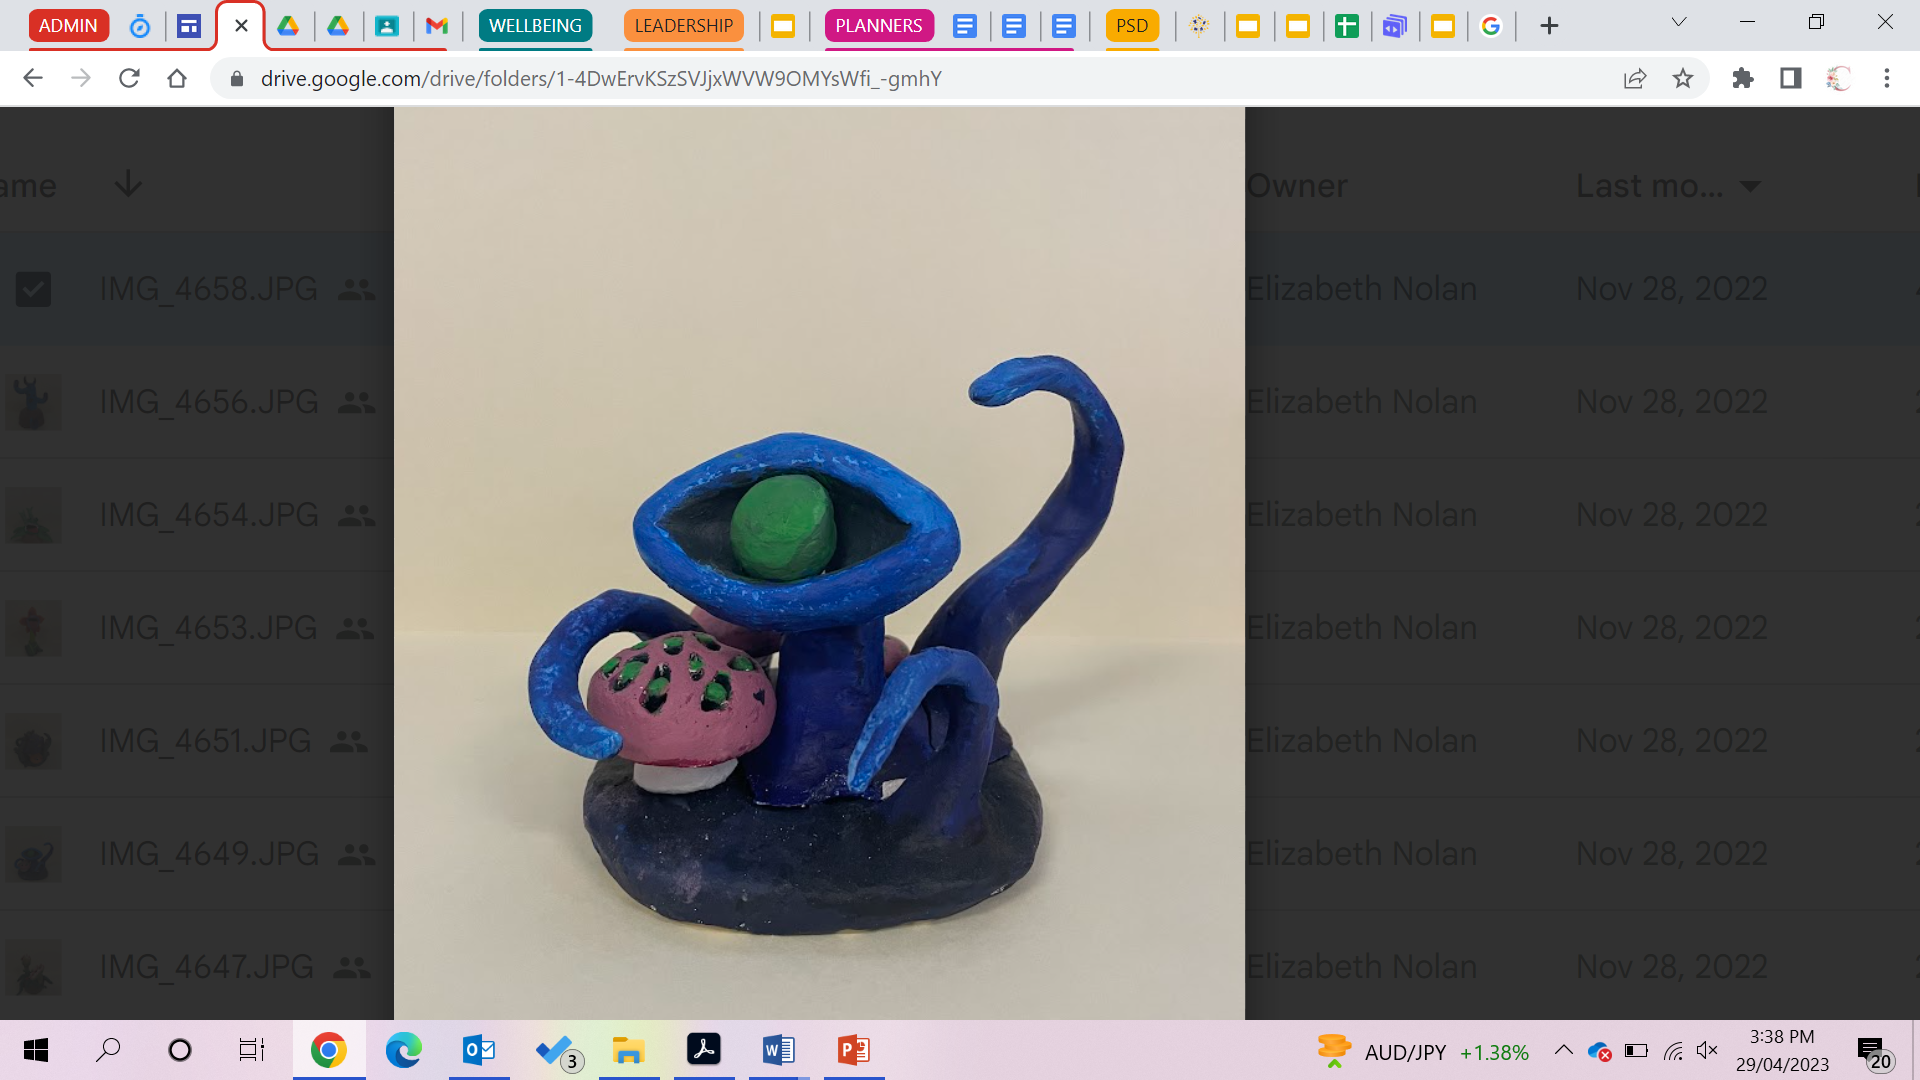 ADMIN WELLBEING LEADERSHIP PLANNERS PSD
drive.google.com/drive/folders/1-4DwErvKSzSVJjxWVW9OMYsWfi_-gmhY
ame Owner Last mo...
IMG_4658.JPG Elizabeth Nolan Nov 28, 2022
IMG_4656.JPG Elizabeth Nolan Nov 28, 2022
IMG_4654.JPG Elizabeth Nolan Nov 28, 2022
IMG_4653.JPG Elizabeth Nolan Nov 28, 2022
IMG_4651.JPG Elizabeth Nolan Nov 28, 2022
IMG_4649.JPG Elizabeth Nolan Nov 28, 2022
IMG_4647.JPG Elizabeth Nolan Nov 28, 2022
3 AUD/JPY +1.38% 3:38 PM
29/04/2023 20